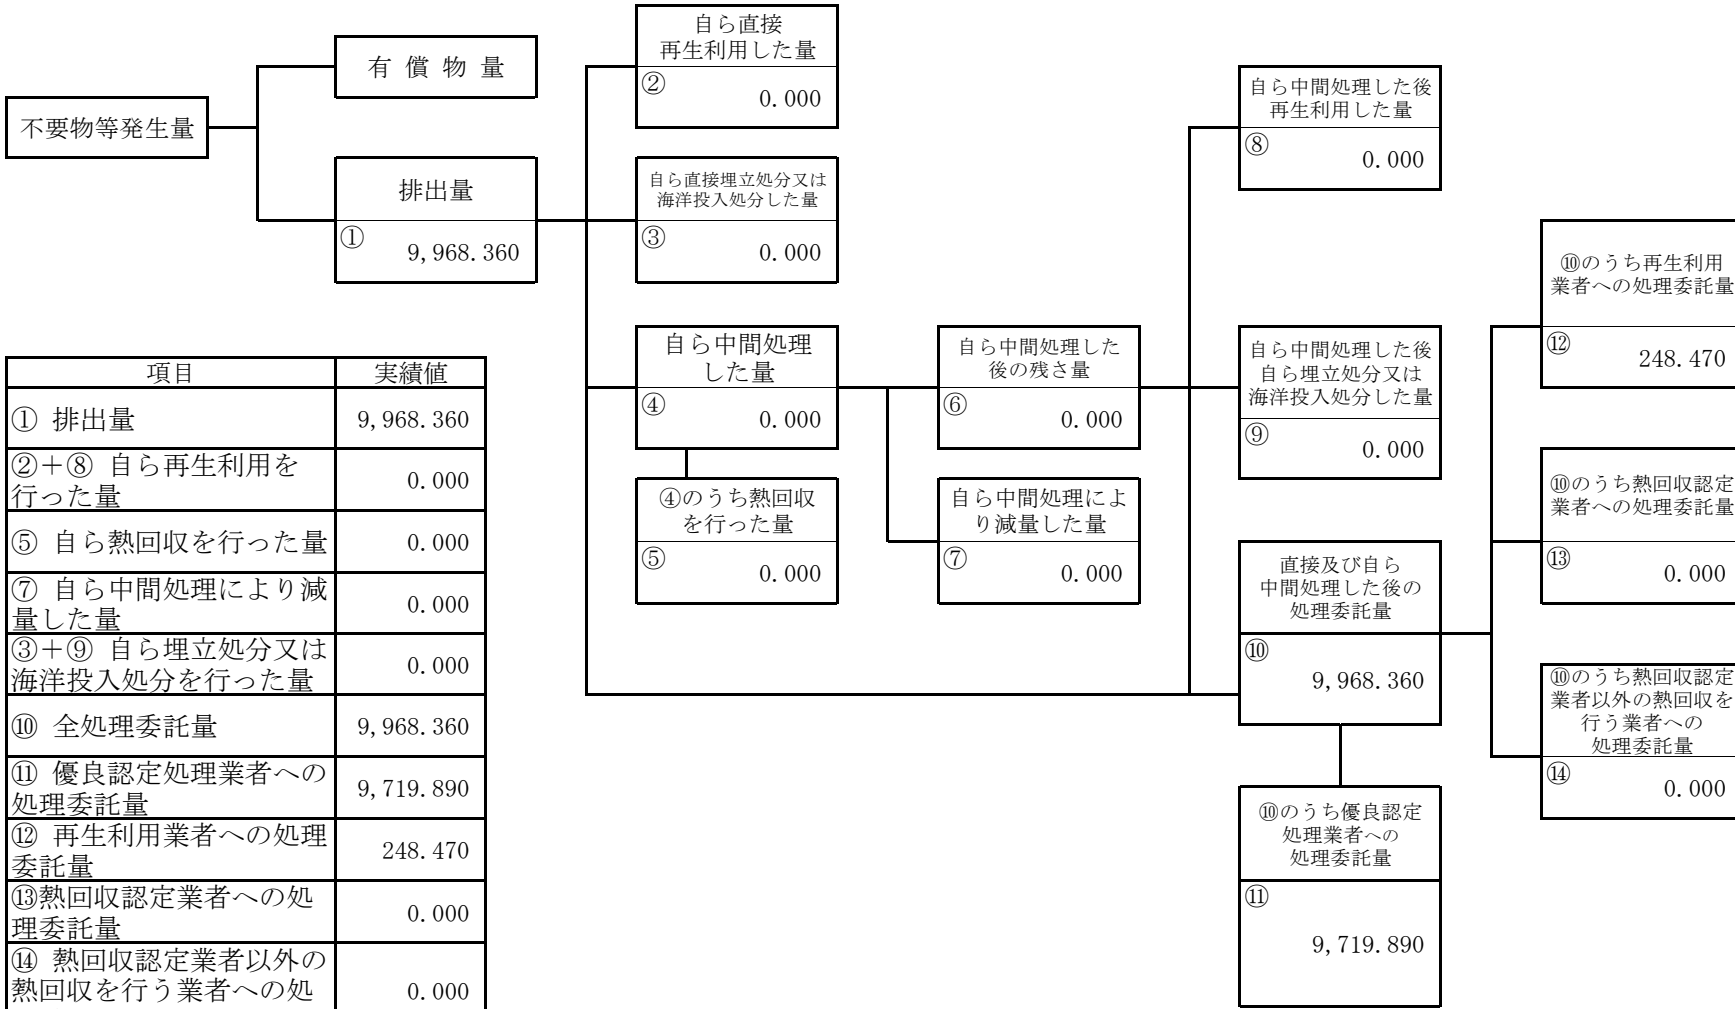 不要物等発生量
有 償 物 量
排出量
①
9,968.360
自ら直接
再生利用した量
②
0.000
自ら直接埋立処分又は
海洋投入処分した量
③
0.000
自ら中間処理
した量
④
0.000
④のうち熱回収
を行った量
⑤
0.000
自ら中間処理した
後の残さ量
⑥
0.000
自ら中間処理によ
り減量した量
⑦
0.000
自ら中間処理した後
再生利用した量
⑧
0.000
自ら中間処理した後
自ら埋立処分又は
海洋投入処分した量
⑨
0.000
直接及び自ら
中間処理した後の
処理委託量
⑩
9,968.360
⑩のうち優良認定
処理業者への
処理委託量
⑪
9,719.890
⑩のうち再生利用
業者への処理委託量
⑫
248.470
⑩のうち熱回収認定
業者への処理委託量
⑬
0.000
⑩のうち熱回収認定
業者以外の熱回収を
行う業者への
処理委託量
⑭
0.000
項目 実績値
① 排出量 9,968.360
②＋⑧ 自ら再生利用を
行った量 0.000
⑤ 自ら熱回収を行った量 0.000
⑦ 自ら中間処理により減
量した量 0.000
③＋⑨ 自ら埋立処分又は
海洋投入処分を行った量 0.000
⑩ 全処理委託量 9,968.360
⑪ 優良認定処理業者への
処理委託量 9,719.890
⑫ 再生利用業者への処理
委託量 248.470
⑬熱回収認定業者への処
理委託量 0.000
⑭ 熱回収認定業者以外の
熱回収を行う業者への処 0.000